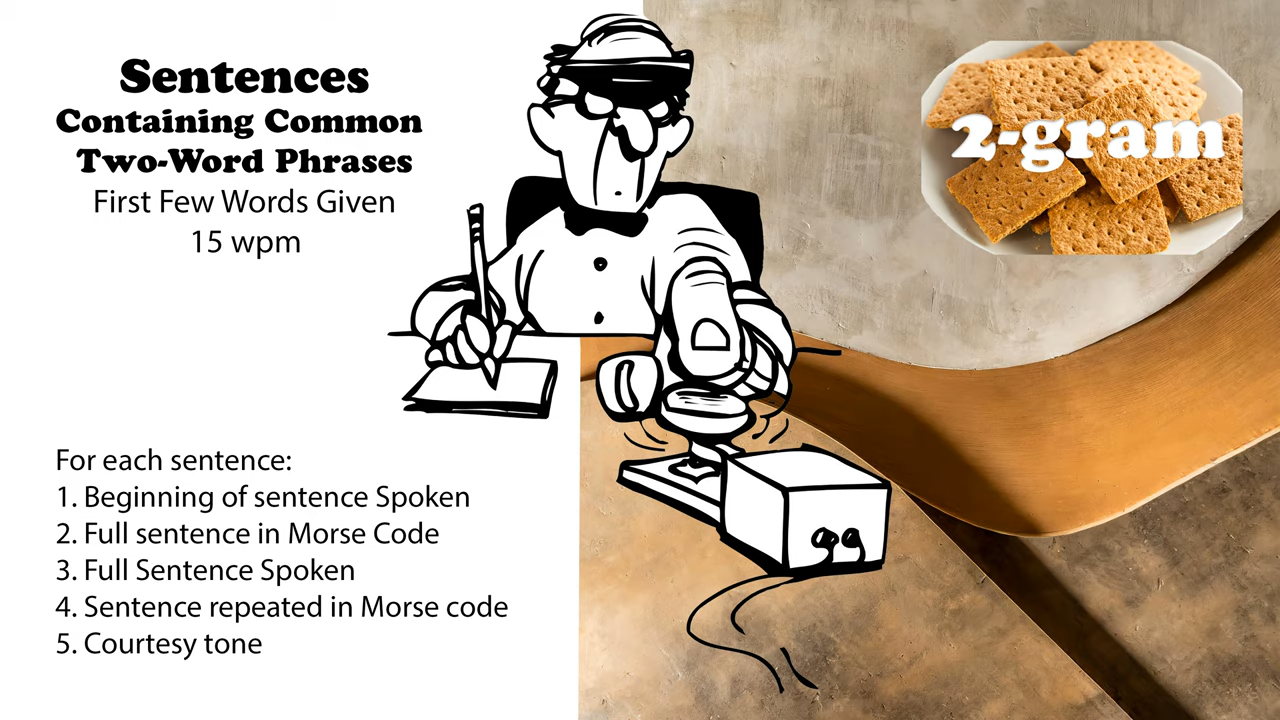 Sentences
Containing Common
Two-Word Phrases
First Few Words Given
15 wpm
2-gram
For each sentence:
1. Beginning of sentence Spoken
2. Full sentence in Morse Code
3. Full Sentence Spoken
4. Sentence repeated in Morse code
5. Courtesy tone